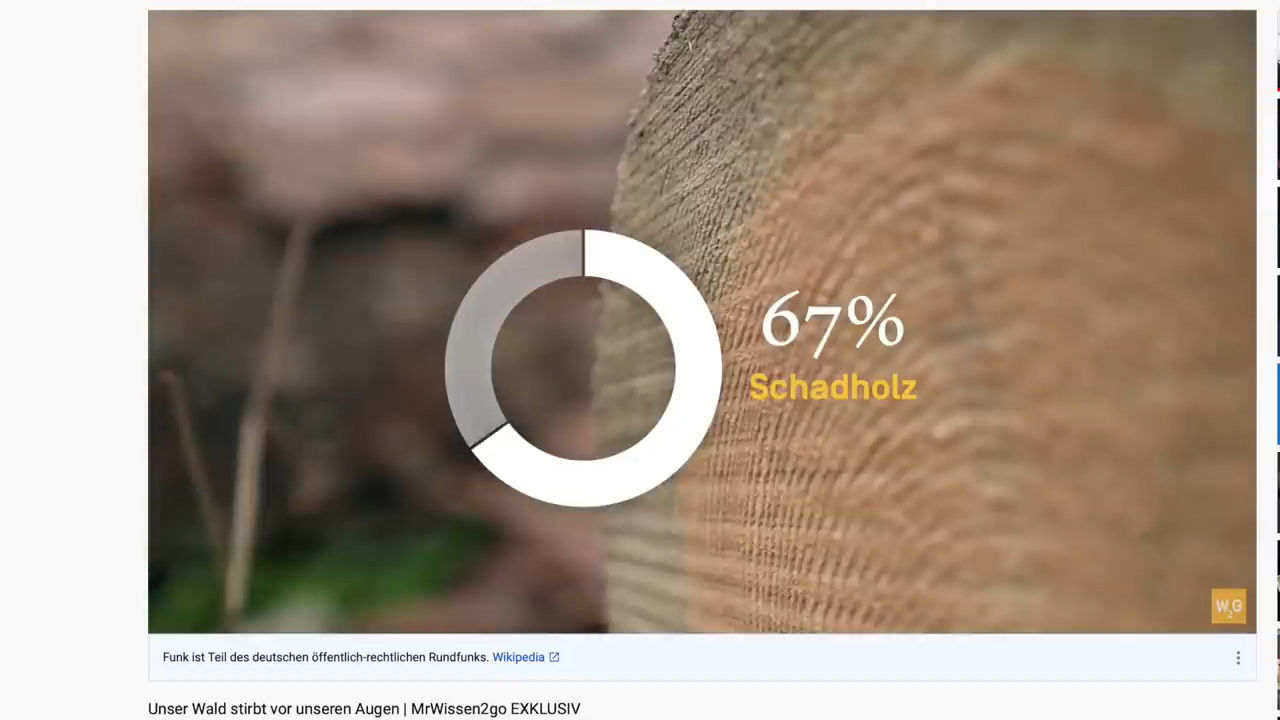 67%
Schadholz
W2G
Funk ist Teil des deutschen öffentlich-rechtlichen Rundfunks. Wikipedia
Unser Wald stirbt vor unseren Augen | MrWissen2go EXKLUSIV